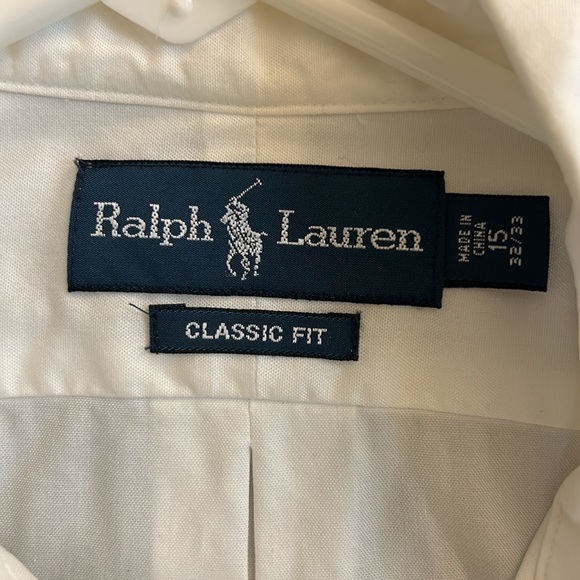 Ralph Lauren
MADE IN
CHINA
15
32/33
CLASSIC FIT